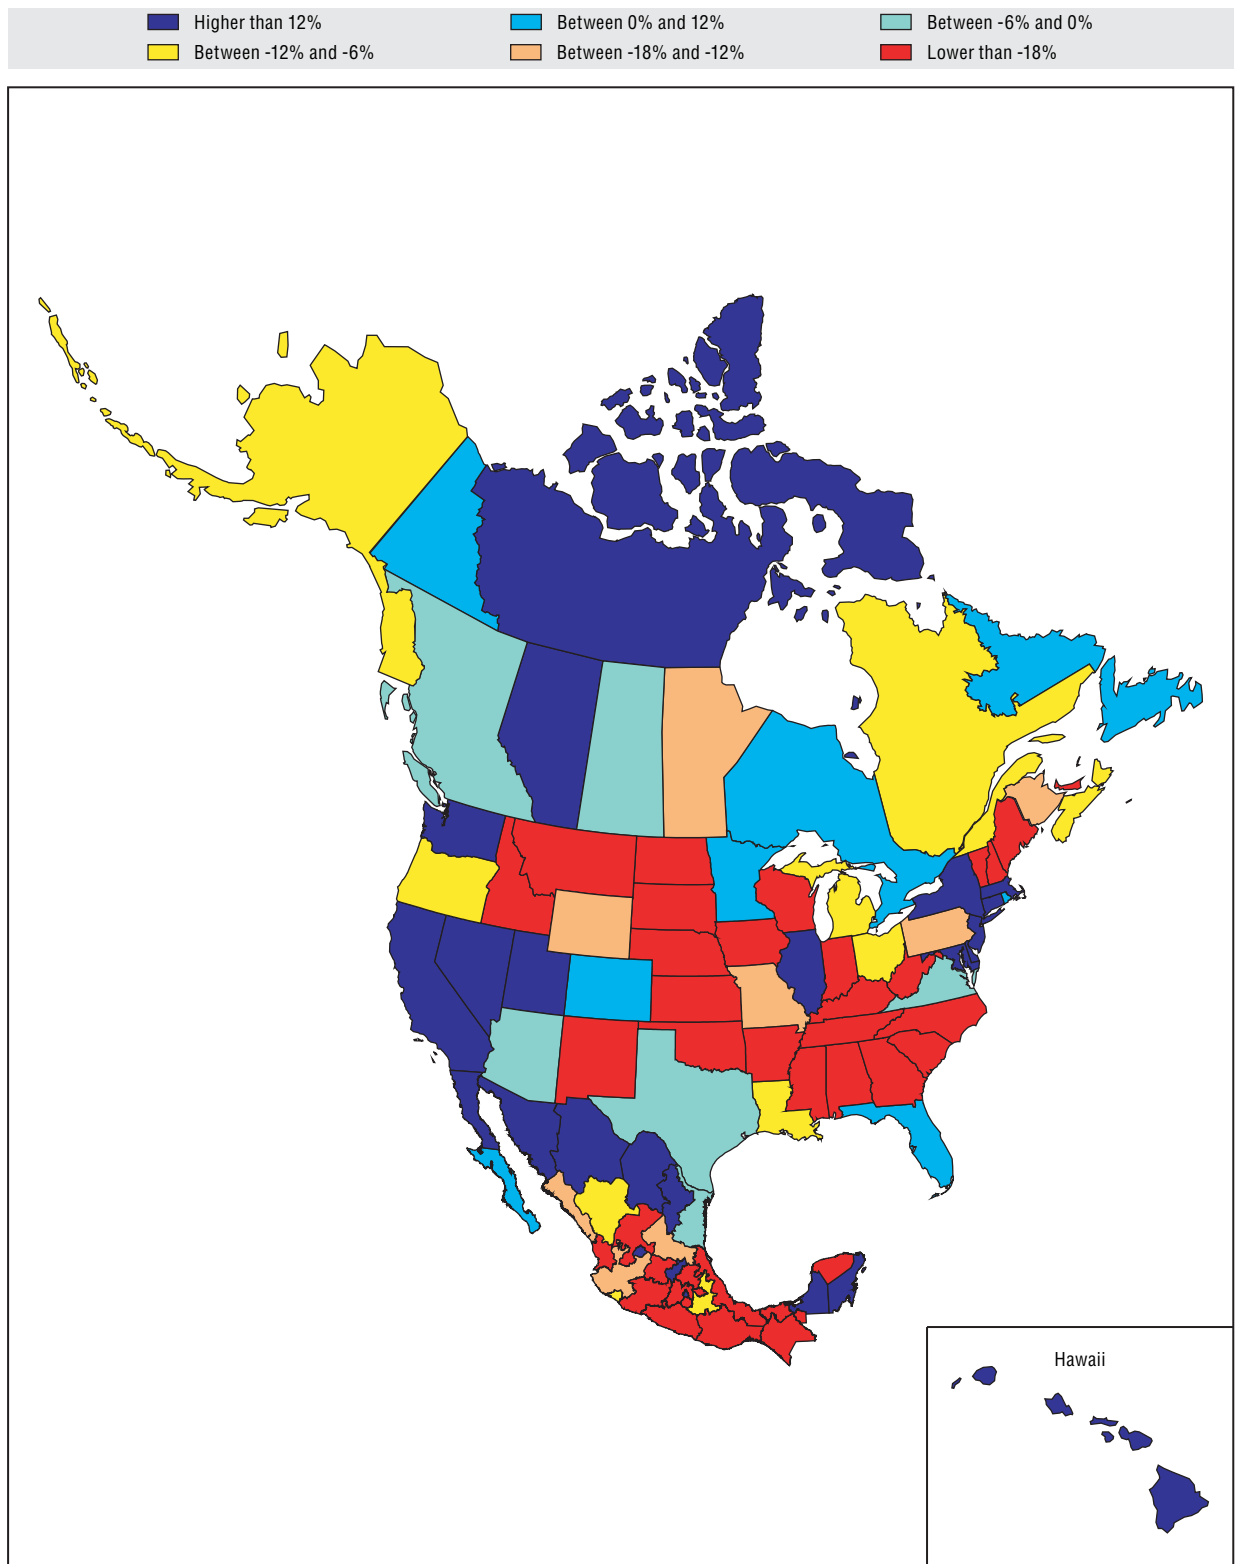 Higher than 12%
Between 0% and 12%
Between -6% and 0%
Between -12% and -6%
Between -18% and -12%
Lower than -18%
Hawaii